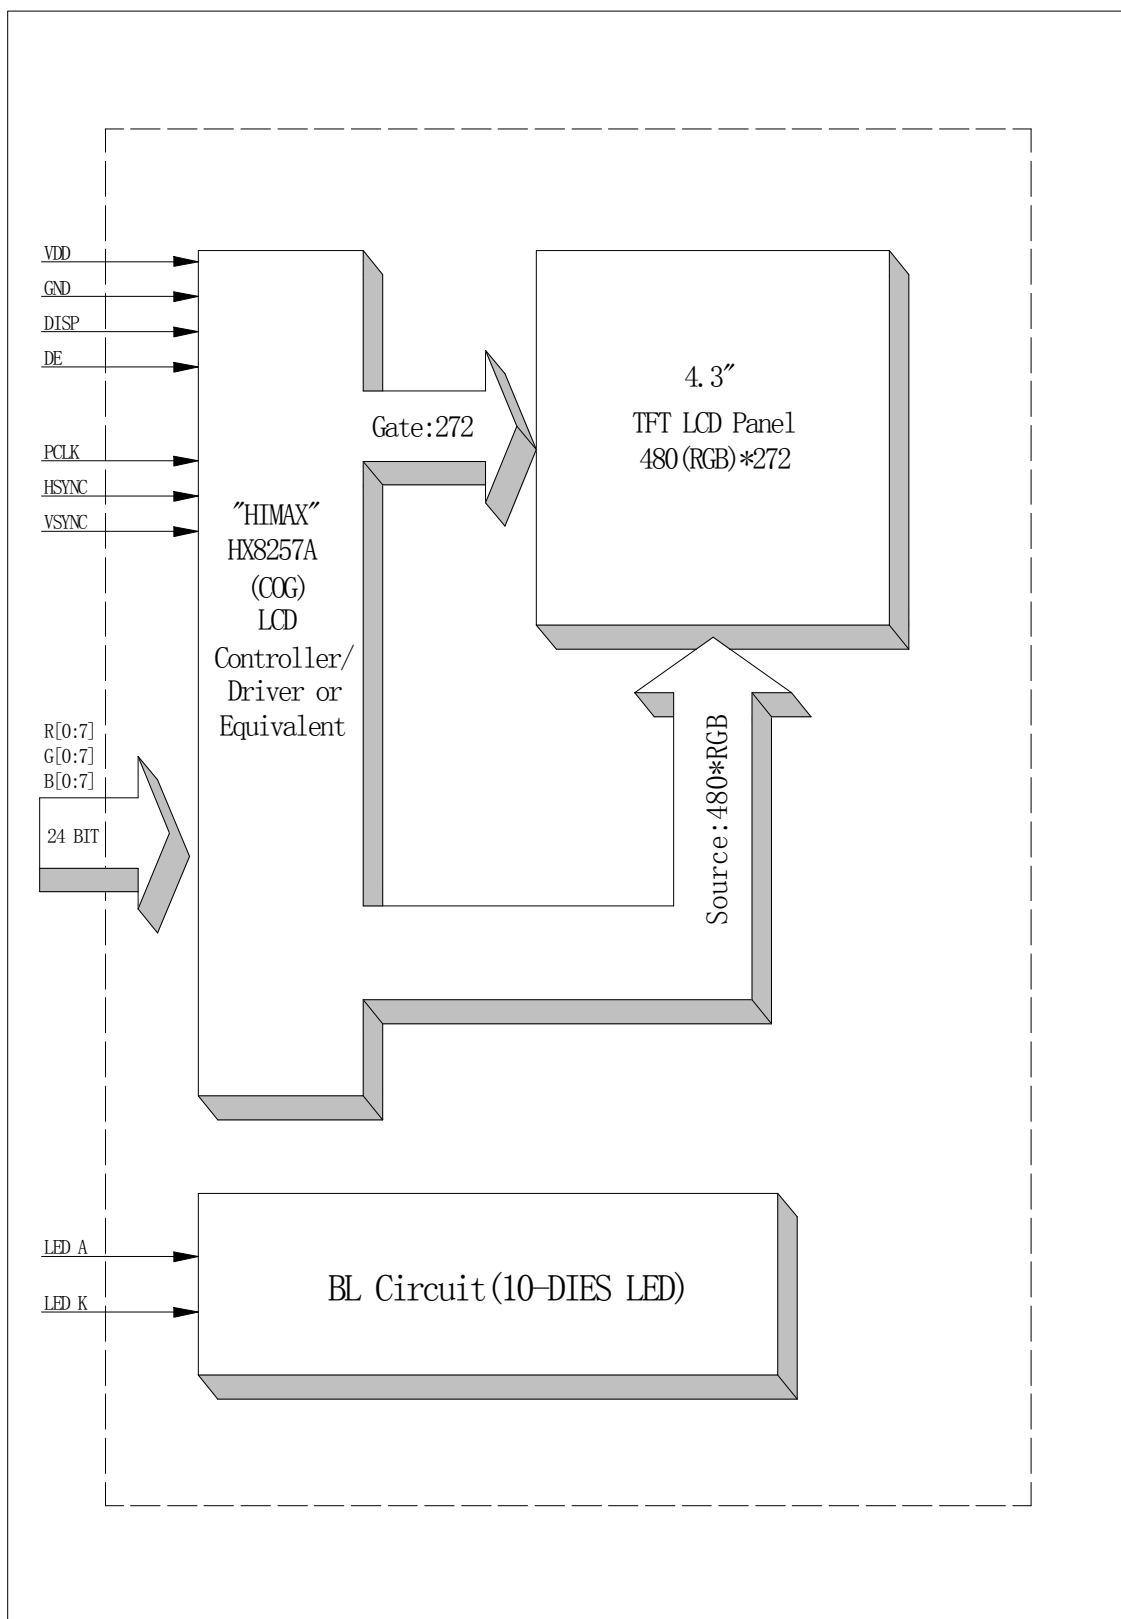 VDD
GND
DISP
DE
PCLK
HSYNC
VSYNC
R[0:7]
G[0:7]
B[0:7]
24 BIT
"HIMAX"
HX8257A
(COG)
LCD
Controller/
Driver or
Equivalent
Gate:272
4.3"
TFT LCD Panel
480(RGB)*272
Source:480*RGB
LED A
LED K
BL Circuit(10-DIES LED)